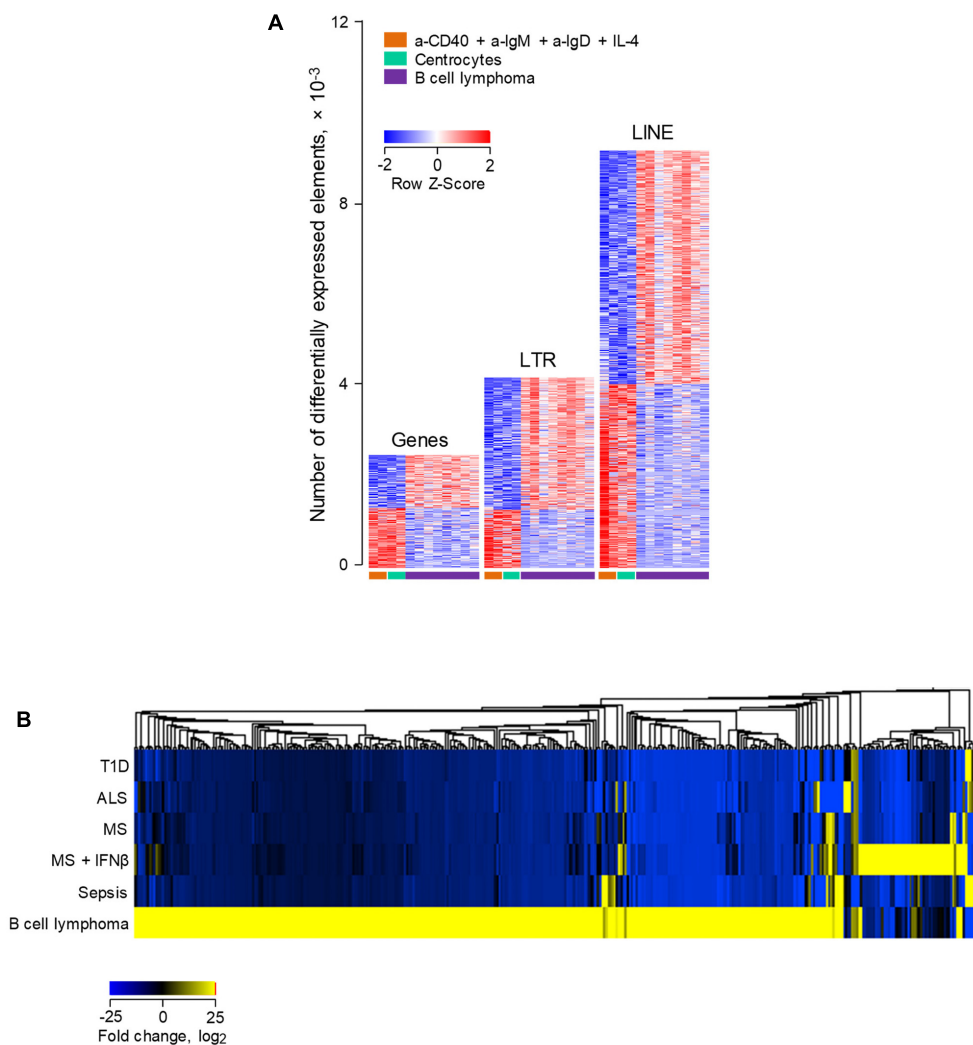 A
12
Number of differentially expressed elements, × 10-3
a-CD40 + a-IgM + a-IgD + IL-4
Centrocytes
B cell lymphoma
-2 0 2
Row Z-Score
LINE
8
LTR
4
Genes
0
B
T1D
ALS
MS
MS + IFNβ
Sepsis
B cell lymphoma
-25 0 25
Fold change, log2